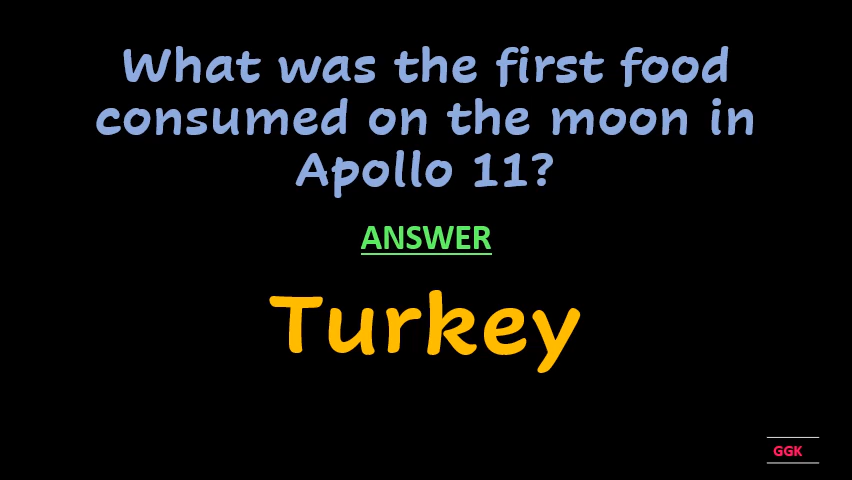 What was the first food
consumed on the moon in
Apollo 11?
ANSWER
Turkey
GGK